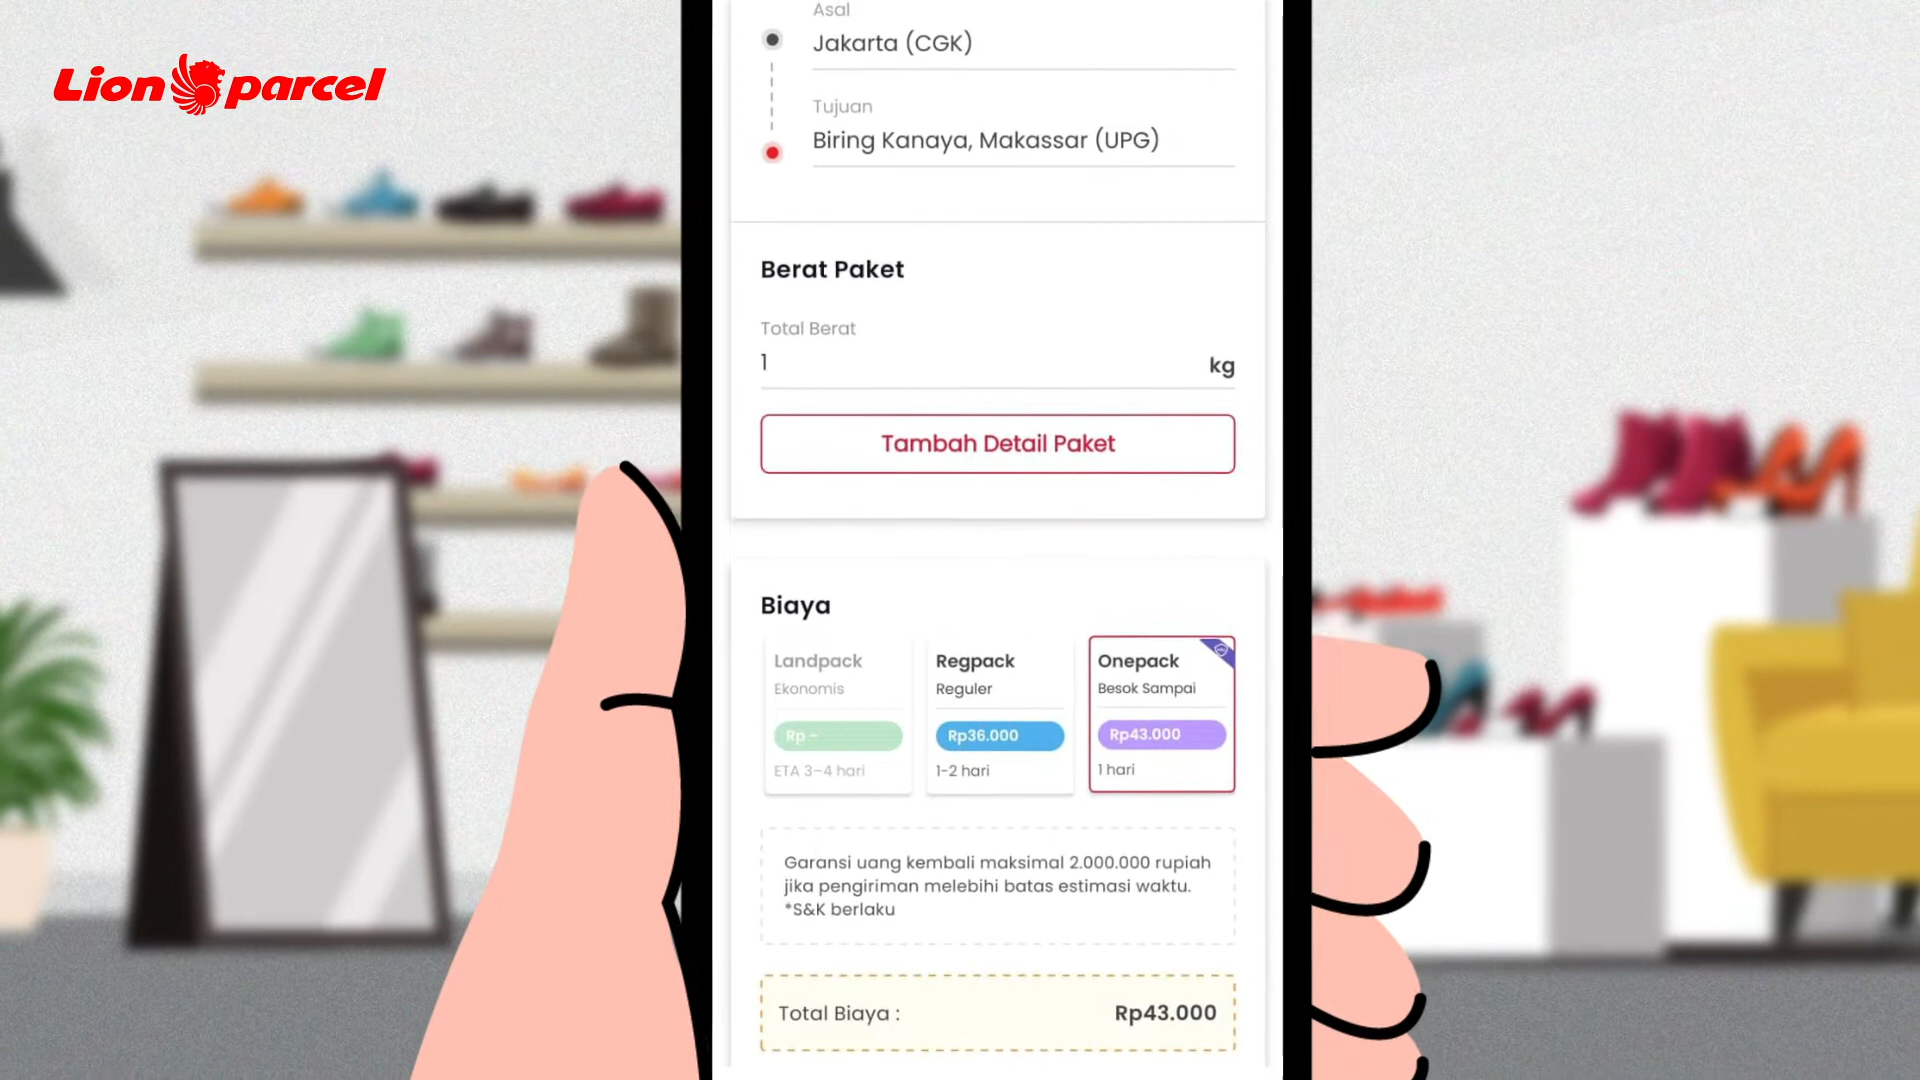 Lion parcel
Asal
Jakarta (CGK)
Tujuan
Biring Kanaya, Makassar (UPG)
Berat Paket
Total Berat
1 kg
Tambah Detail Paket
Biaya
Landpack
Ekonomis
Rp -
ETA 3-4 hari
Regpack
Reguler
Rp36.000
1-2 hari
Onepack
Besok Sampai
Rp43.000
1 hari
Garansi uang kembali maksimal 2.000.000 rupiah
jika pengiriman melebihi batas estimasi waktu.
*S&K berlaku
Total Biaya : Rp43.000